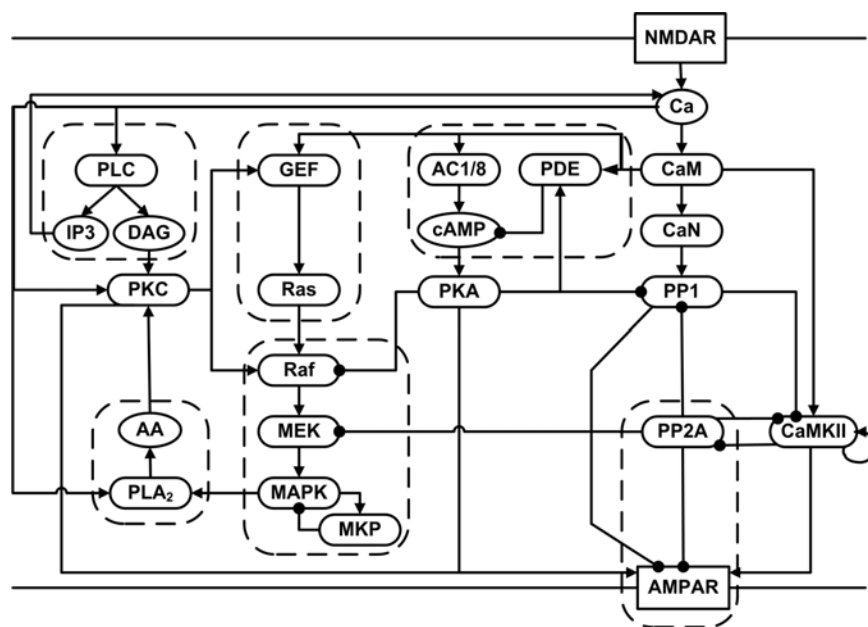 NMDAR
Ca
PLC
GEF
AC1/8
PDE
CaM
IP3
DAG
cAMP
CaN
PKC
Ras
PKA
PP1
Raf
AA
MEK
PP2A
CaMKII
PLA₂
MAPK
MKP
AMPAR